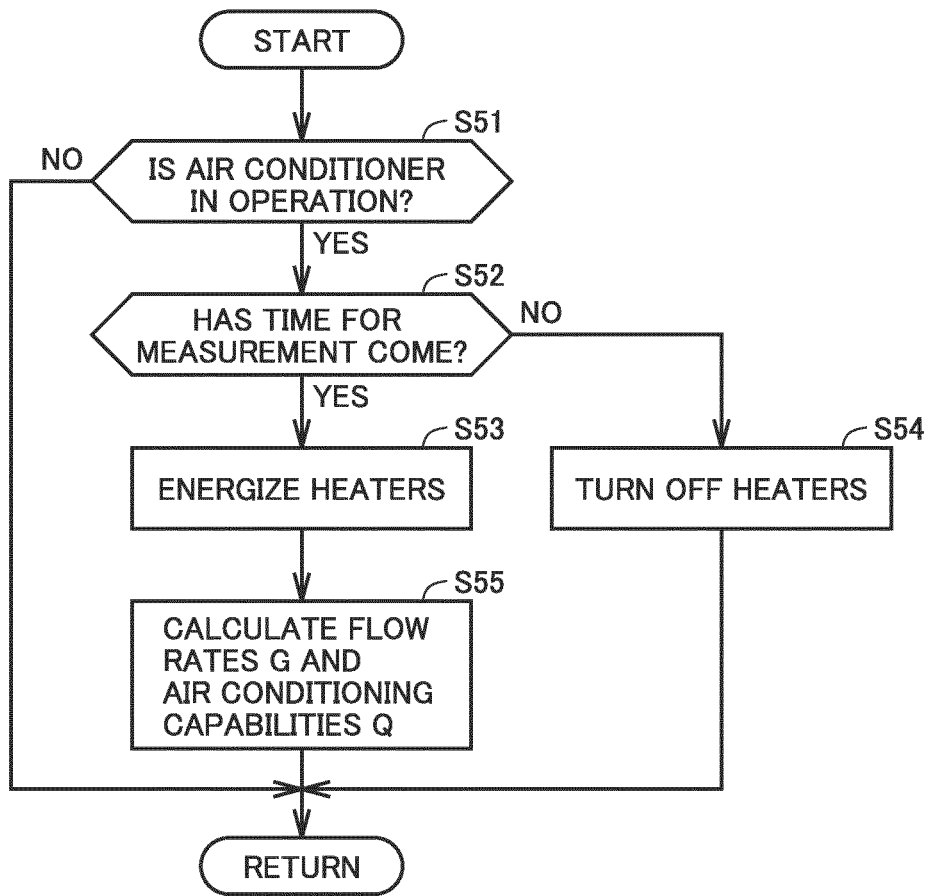 START
S51
NO
IS AIR CONDITIONER
IN OPERATION?
YES
S52
HAS TIME FOR
MEASUREMENT COME?
NO
YES
S53
ENERGIZE HEATERS
S54
TURN OFF HEATERS
S55
CALCULATE FLOW
RATES G AND
AIR CONDITIONING
CAPABILITIES Q
RETURN